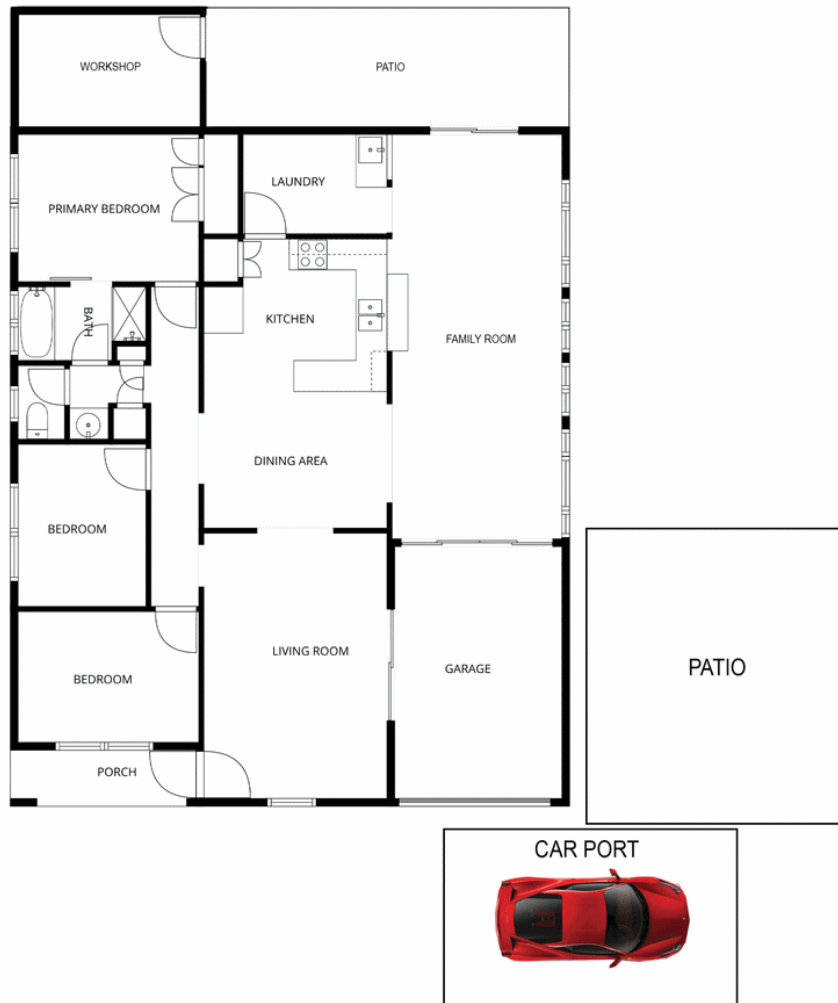 WORKSHOP
PATIO
LAUNDRY
PRIMARY BEDROOM
BATH
KITCHEN
FAMILY ROOM
DINING AREA
BEDROOM
LIVING ROOM
GARAGE
PATIO
BEDROOM
PORCH
CAR PORT